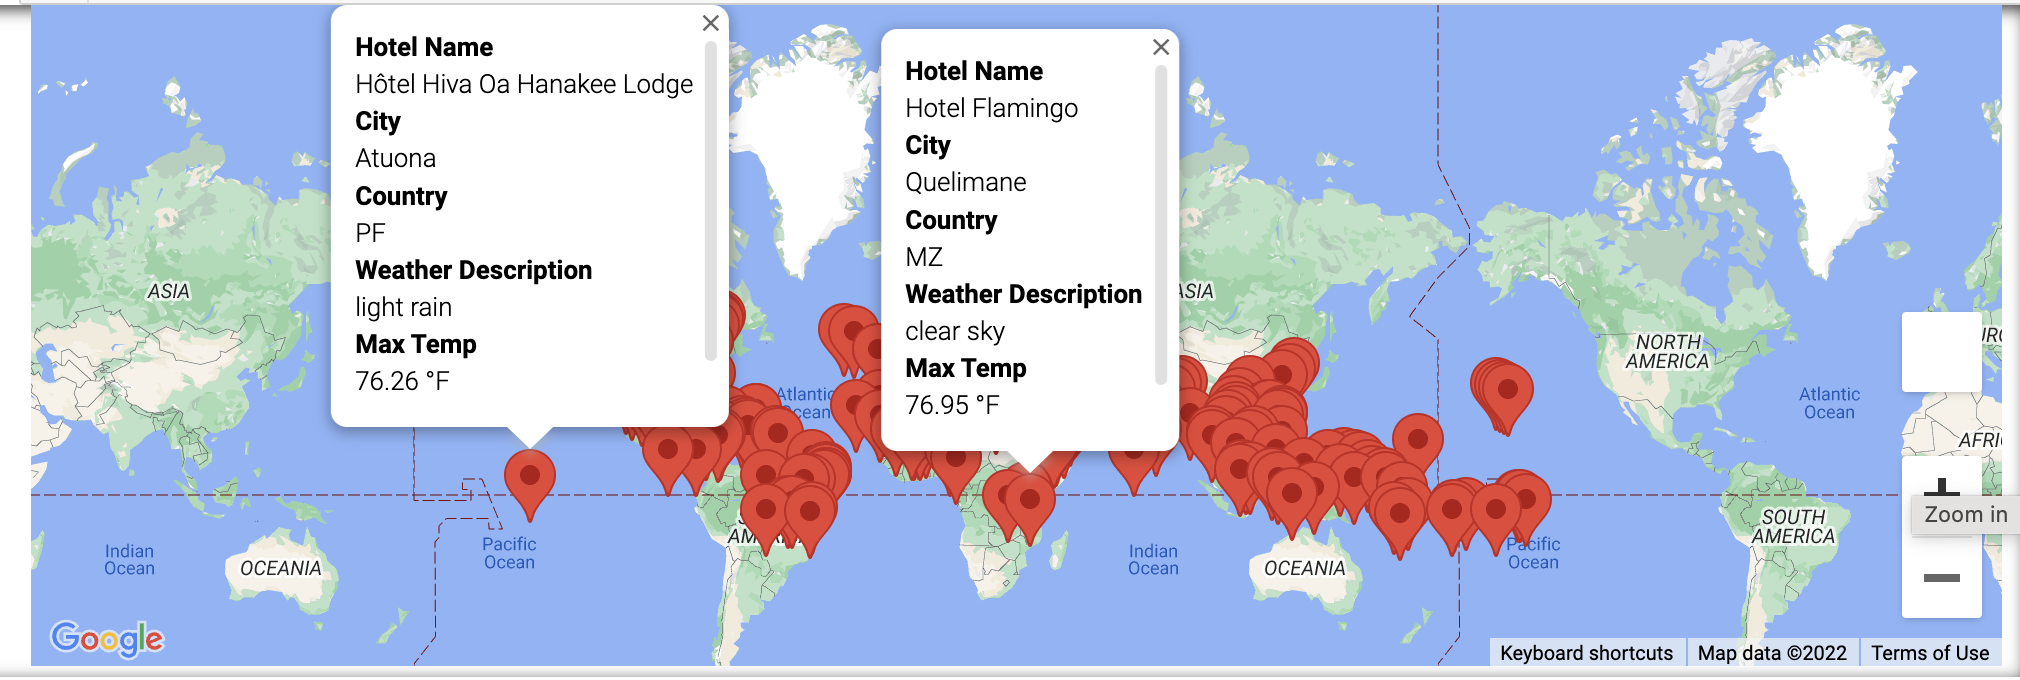 Hotel Name
Hôtel Hiva Oa Hanakee Lodge
City
Atuona
Country
PF
Weather Description
light rain
Max Temp
76.26 °F
Hotel Name
Hotel Flamingo
City
Quelimane
Country
MZ
Weather Description
clear sky
Max Temp
76.95 °F
ASIA
ASIA
NORTH
AMERICA
Atlantic
Ocean
Atlantic
Ocean
AFRI
Zoom in
SOUTH
AMERICA
Indian
Ocean
OCEANIA
Pacific
Ocean
Indian
Ocean
OCEANIA
Pacific
Ocean
Google
Keyboard shortcuts
Map data ©2022
Terms of Use